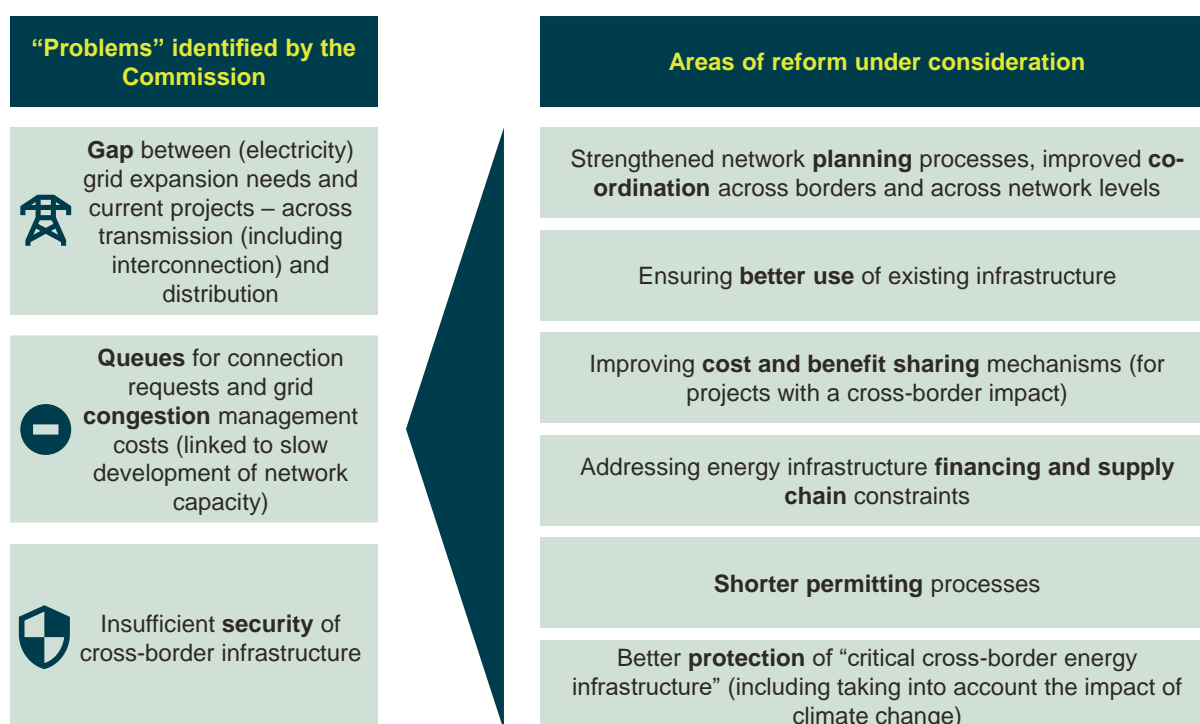 “Problems” identified by the
Commission
Gap between (electricity)
grid expansion needs and
current projects – across
transmission (including
interconnection) and
distribution
Queues for connection
requests and grid
congestion management
costs (linked to slow
development of network
capacity)
Insufficient security of
cross-border infrastructure
Areas of reform under consideration
Strengthened network planning processes, improved co-
ordination across borders and across network levels
Ensuring better use of existing infrastructure
Improving cost and benefit sharing mechanisms (for
projects with a cross-border impact)
Addressing energy infrastructure financing and supply
chain constraints
Shorter permitting processes
Better protection of “critical cross-border energy
infrastructure” (including taking into account the impact of
climate change)